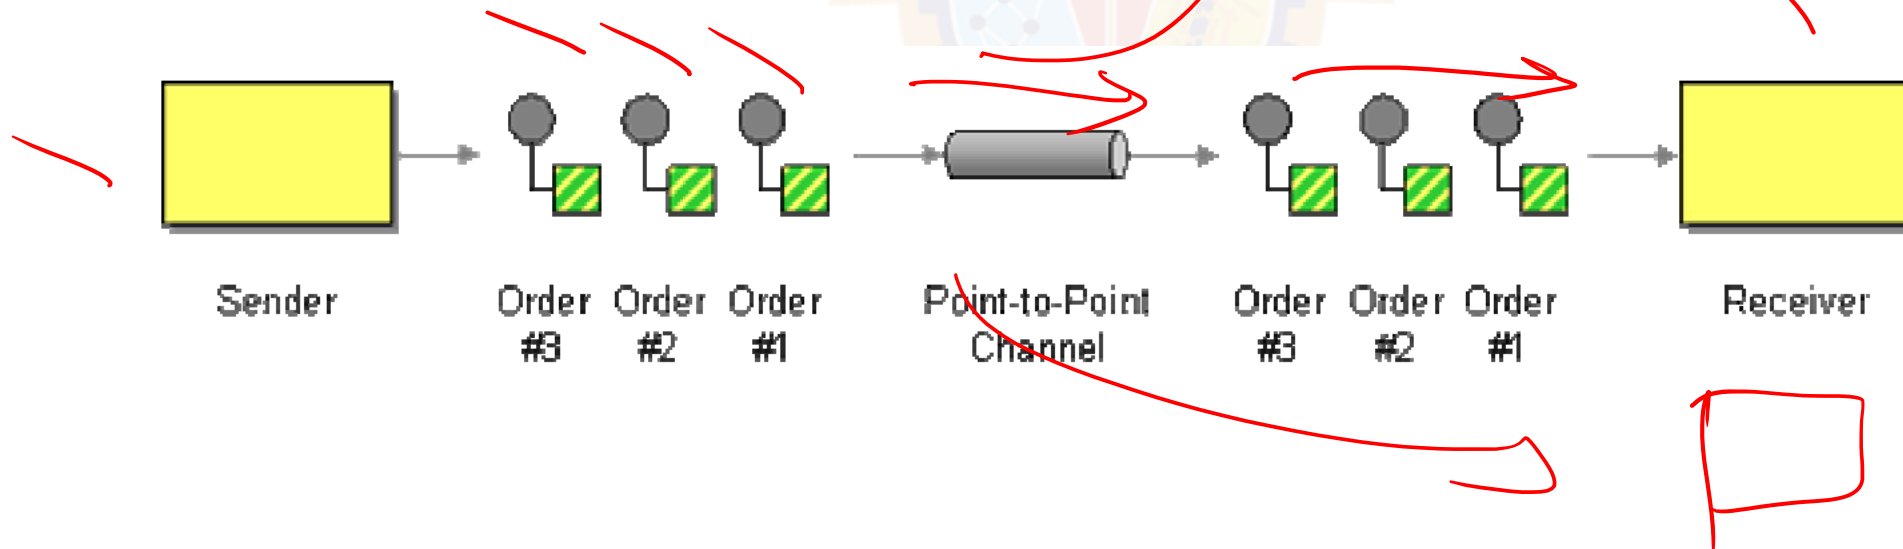 Sender Order Order Order Point-to-Point Order Order Order Receiver
#3 #2 #1 Channel #3 #2 #1